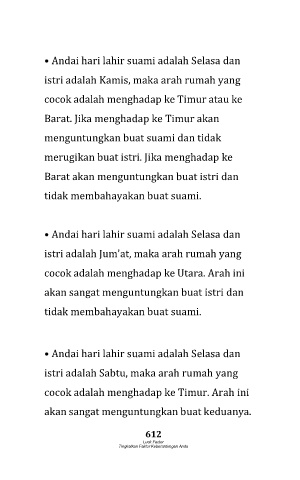 • Andai hari lahir suami adalah Selasa dan
istri adalah Kamis, maka arah rumah yang
cocok adalah menghadap ke Timur atau ke
Barat. Jika menghadap ke Timur akan
menguntungkan buat suami dan tidak
merugikan buat istri. Jika menghadap ke
Barat akan menguntungkan buat istri dan
tidak membahayakan buat suami.
• Andai hari lahir suami adalah Selasa dan
istri adalah Jum'at, maka arah rumah yang
cocok adalah menghadap ke Utara. Arah ini
akan sangat menguntungkan buat istri dan
tidak membahayakan buat suami.
• Andai hari lahir suami adalah Selasa dan
istri adalah Sabtu, maka arah rumah yang
cocok adalah menghadap ke Timur. Arah ini
akan sangat menguntungkan buat keduanya.
612
Luck Factor
Tingkatkan Faktor Keberuntungan Anda